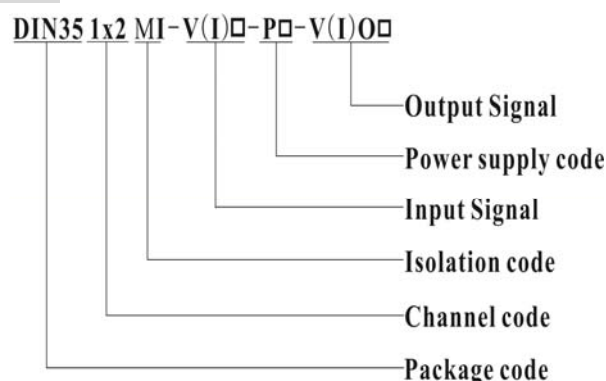 DIN35 1x2 MI-V(I)□-P□-V(I)O□
Output Signal
Power supply code
Input Signal
Isolation code
Channel code
Package code